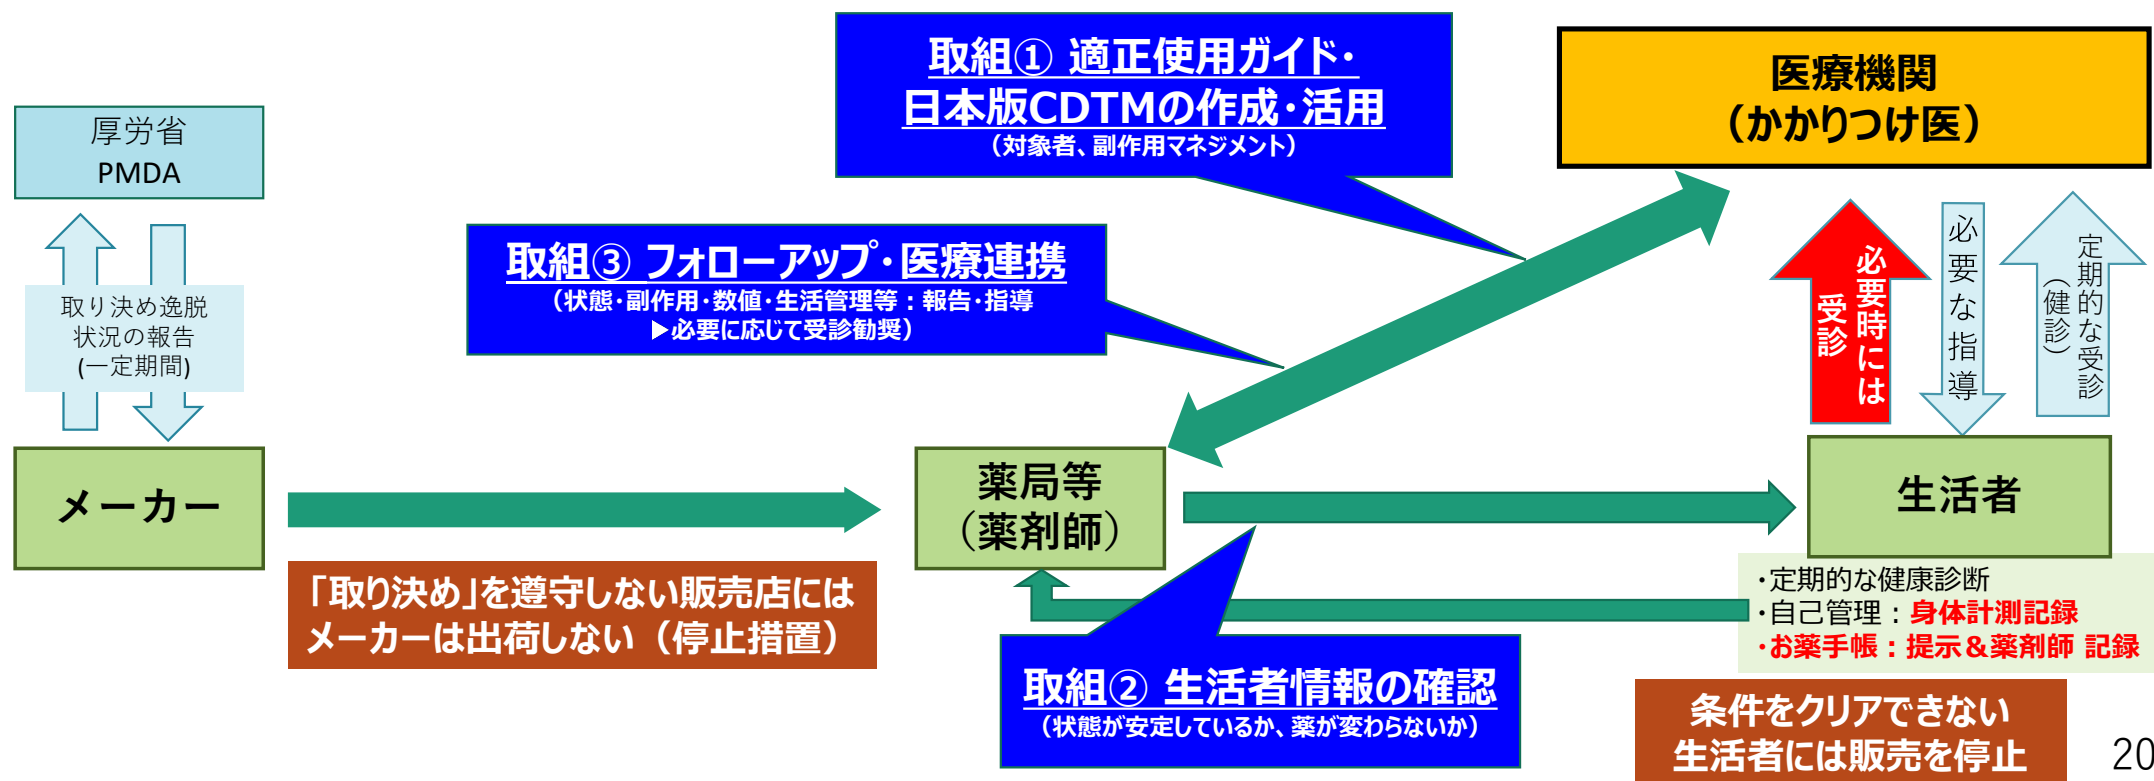 取組① 適正使用ガイド・
日本版CDTMの作成・活用
（対象者、副作用マネジメント）
医療機関
（かかりつけ医）
厚労省
PMDA
取組③ フォローアップ・医療連携
（状態・副作用・数値・生活管理等：報告・指導
▶必要に応じて受診勧奨）
取り決め逸脱
状況の報告
(一定期間)
必要時には
受診
必要な指導
定期的な受診
（健診）
メーカー
薬局等
（薬剤師）
生活者
「取り決め」を遵守しない販売店には
メーカーは出荷しない（停止措置）
・定期的な健康診断
・自己管理：身体計測記録
・お薬手帳：提示＆薬剤師 記録
取組② 生活者情報の確認
（状態が安定しているか、薬が変わらないか）
条件をクリアできない
生活者には販売を停止
20